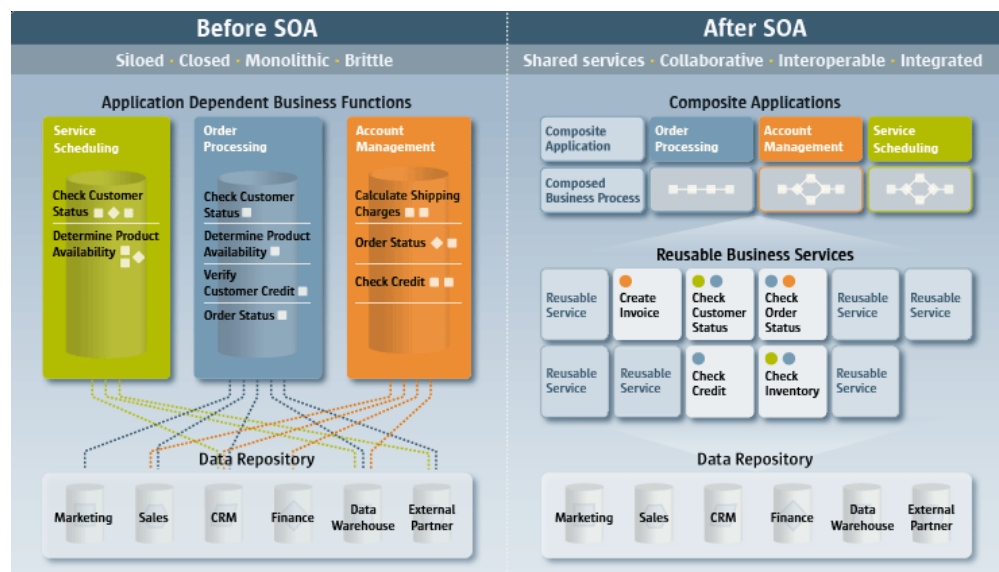 Before SOA
Siloed · Closed · Monolithic · Brittle
Application Dependent Business Functions
Service
Scheduling
Check Customer
Status
Determine Product
Availability
Order
Processing
Check Customer
Status
Determine Product
Availability
Verify
Customer Credit
Order Status
Account
Management
Calculate Shipping
Charges
Order Status
Check Credit
Data Repository
Marketing
Sales
CRM
Finance
Data
Warehouse
External
Partner
After SOA
Shared services · Collaborative · Interoperable · Integrated
Composite Applications
Composite
Application
Order
Processing
Account
Management
Service
Scheduling
Composed
Business Process
Reusable Business Services
Reusable
Service
Create
Invoice
Check
Customer
Status
Check
Order
Status
Reusable
Service
Reusable
Service
Reusable
Service
Reusable
Service
Check
Credit
Check
Inventory
Reusable
Service
Data Repository
Marketing
Sales
CRM
Finance
Data
Warehouse
External
Partner